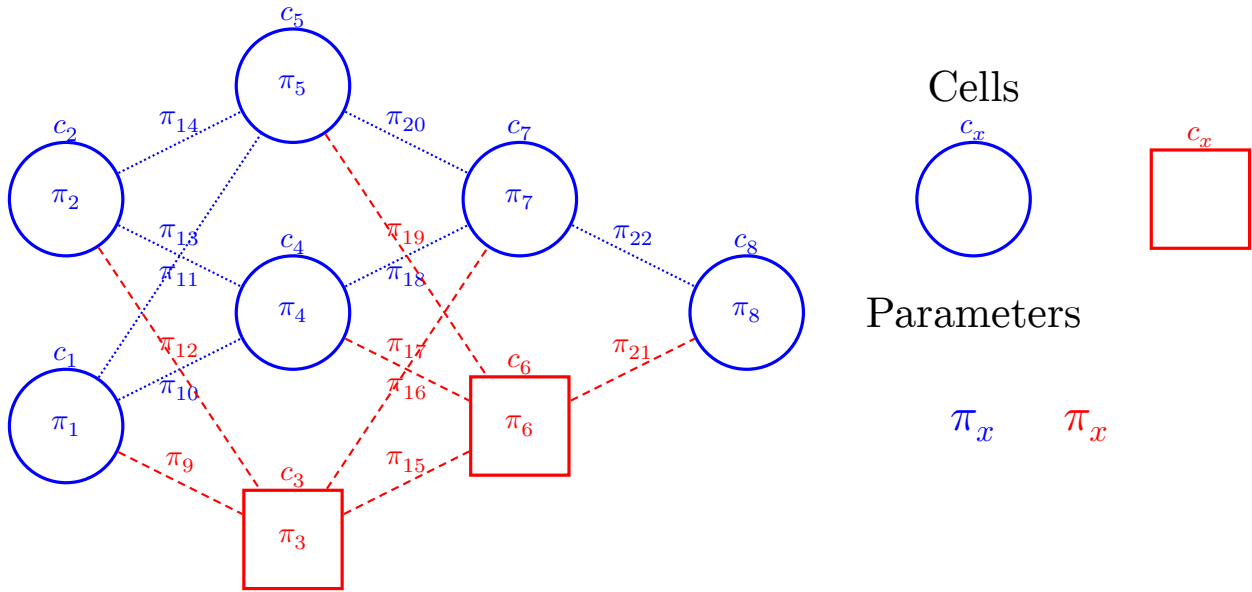 c₅
π₅
π₁₄
π₂₀
c₂
π₂
c₇
π₇
π₁₃
π₁₉
π₂₂
c₄
π₄
c₈
π₈
π₁₁
π₁₈
c₁
π₁
π₁₂
π₁₇
π₂₁
c₆
π₆
π₁₀
π₁₆
π₉
π₁₅
c₃
π₃
Cells
cₓ cₓ
Parameters
πₓ πₓ